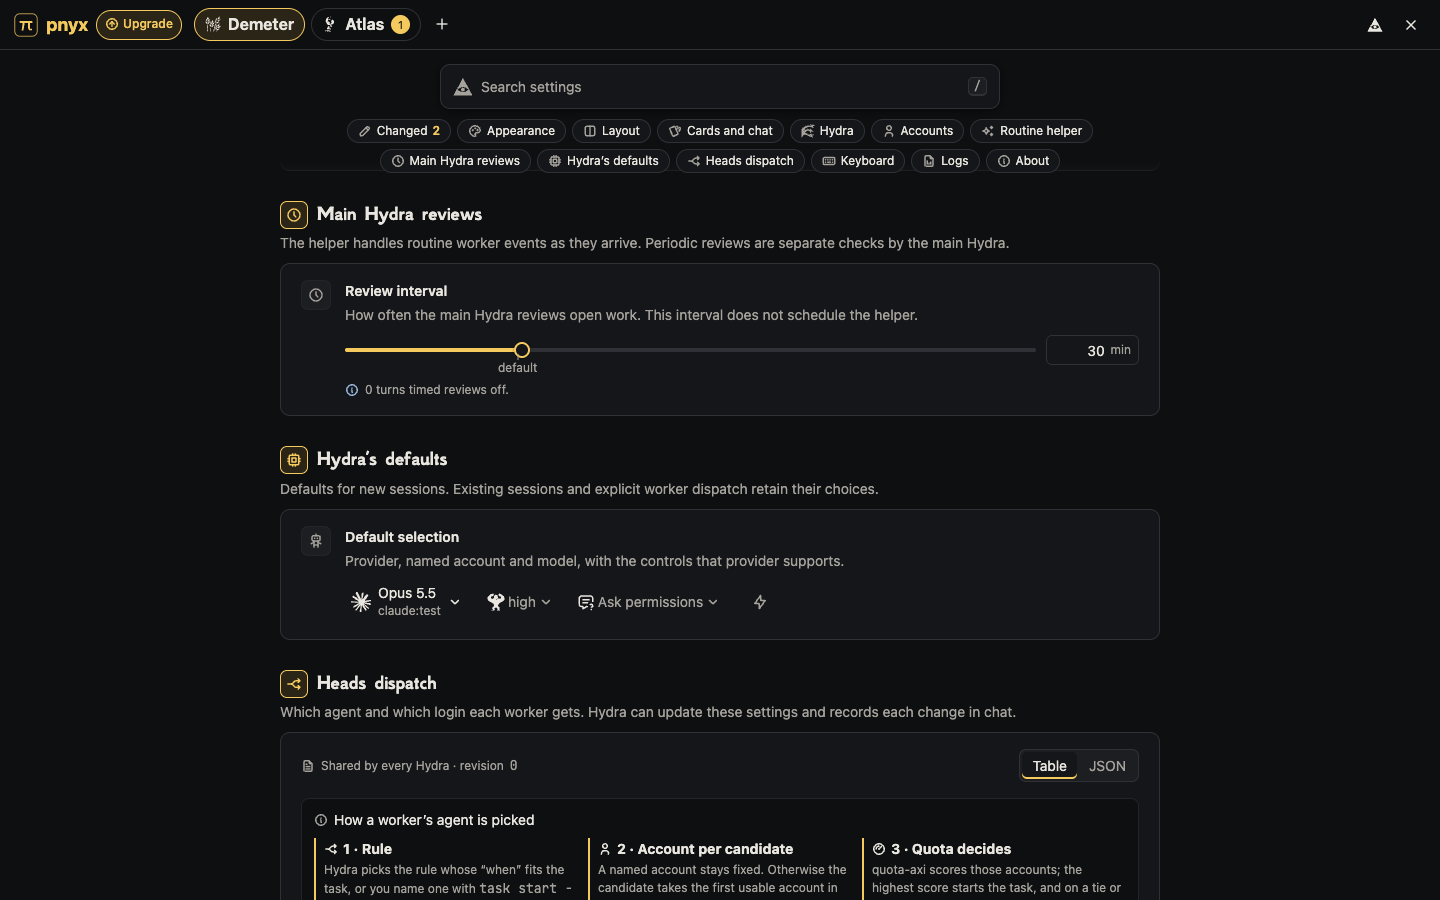 π pnyx Upgrade Demeter Atlas 1 +
Search settings /
Changed 2 Appearance Layout Cards and chat Hydra Accounts Routine helper
Main Hydra reviews Hydra’s defaults Heads dispatch Keyboard Logs About
Main Hydra reviews
The helper handles routine worker events as they arrive. Periodic reviews are separate checks by the main Hydra.
Review interval
How often the main Hydra reviews open work. This interval does not schedule the helper.
30 min
default
0 turns timed reviews off.
Hydra’s defaults
Defaults for new sessions. Existing sessions and explicit worker dispatch retain their choices.
Default selection
Provider, named account and model, with the controls that provider supports.
Opus 5.5
claude:test
high
Ask permissions
Heads dispatch
Which agent and which login each worker gets. Hydra can update these settings and records each change in chat.
Shared by every Hydra · revision 0
Table JSON
How a worker’s agent is picked
1 · Rule
Hydra picks the rule whose “when” fits the
task, or you name one with task start -
2 · Account per candidate
A named account stays fixed. Otherwise the
candidate takes the first usable account in
3 · Quota decides
quota-axi scores those accounts; the
highest score starts the task, and on a tie or